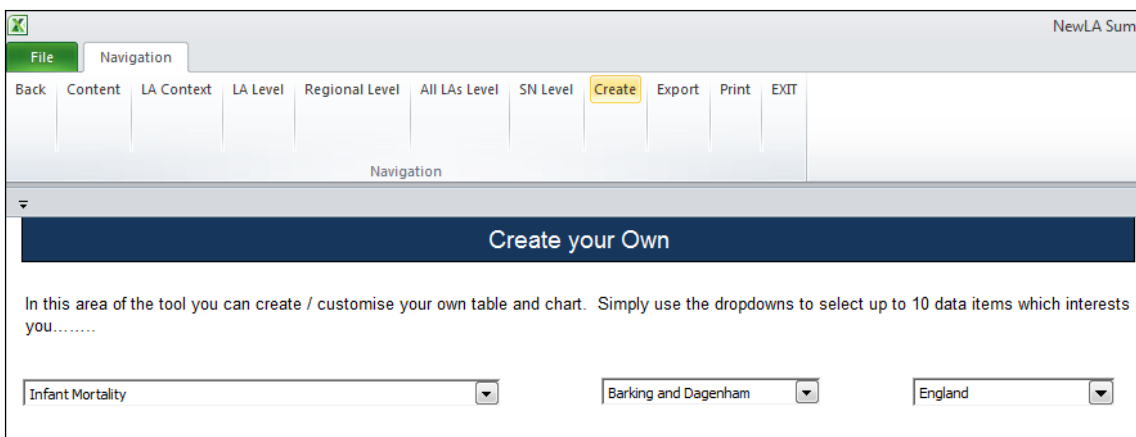 NewLA Sum
File Navigation
Back Content LA Context LA Level Regional Level All LAs Level SN Level Create Export Print EXIT
Navigation
Create your Own
In this area of the tool you can create / customise your own table and chart. Simply use the dropdowns to select up to 10 data items which interests
you........
Infant Mortality Barking and Dagenham England